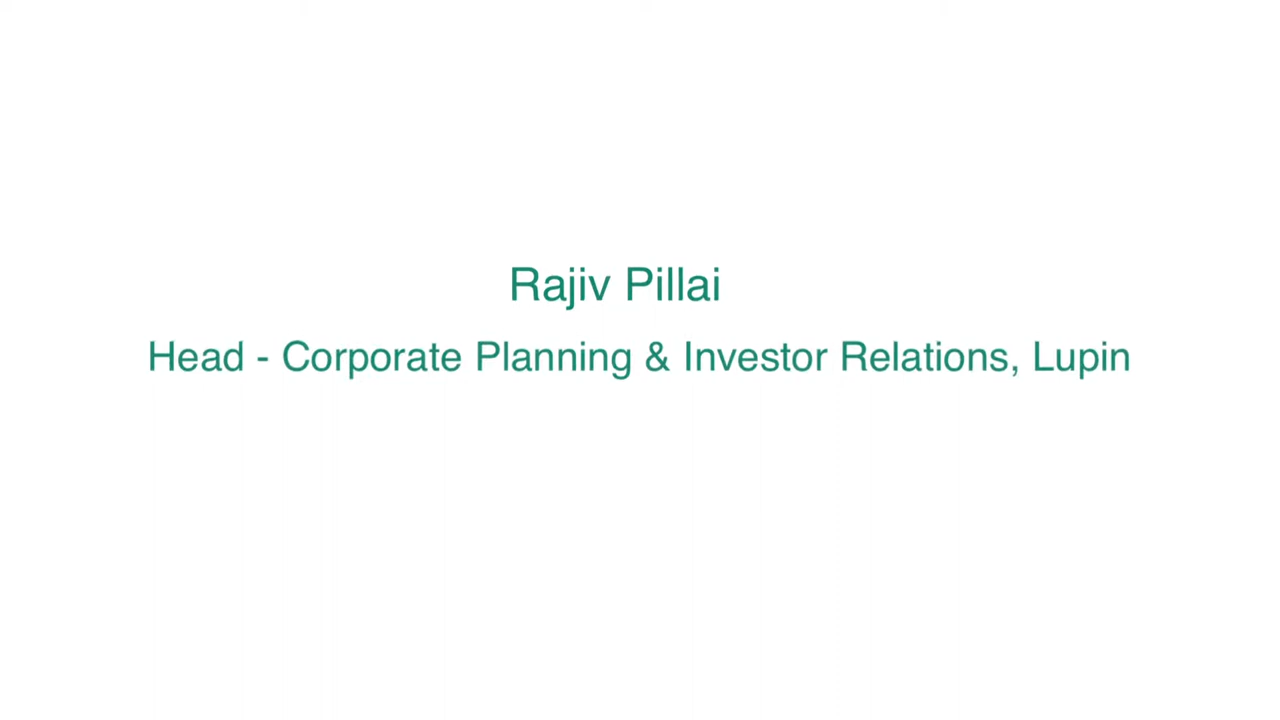 Rajiv Pillai
Head - Corporate Planning & Investor Relations, Lupin